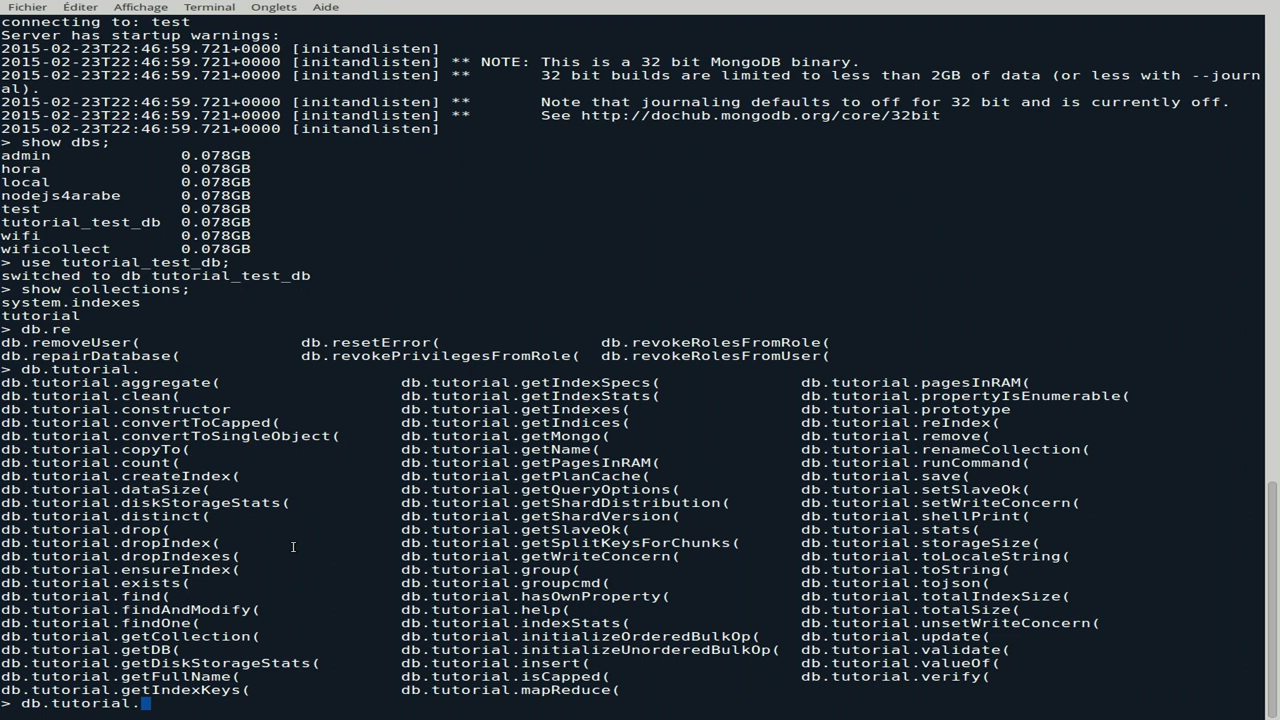 Fichier Éditer Affichage Terminal Onglets Aide
connecting to: test
Server has startup warnings:
2015-02-23T22:46:59.721+0000 [initandlisten]
2015-02-23T22:46:59.721+0000 [initandlisten] ** NOTE: This is a 32 bit MongoDB binary.
2015-02-23T22:46:59.721+0000 [initandlisten] **       32 bit builds are limited to less than 2GB of data (or less with --journ
al).
2015-02-23T22:46:59.721+0000 [initandlisten] **       Note that journaling defaults to off for 32 bit and is currently off.
2015-02-23T22:46:59.721+0000 [initandlisten] **       See http://dochub.mongodb.org/core/32bit
2015-02-23T22:46:59.721+0000 [initandlisten]
> show dbs;
admin             0.078GB
hora              0.078GB
local             0.078GB
nodejs4arabe      0.078GB
test              0.078GB
tutorial_test_db  0.078GB
wifi              0.078GB
wificollect       0.078GB
> use tutorial_test_db;
switched to db tutorial_test_db
> show collections;
system.indexes
tutorial
> db.re
db.removeUser(                db.resetError(                db.revokeRolesFromRole(
db.repairDatabase(            db.revokePrivilegesFromRole(  db.revokeRolesFromUser(
> db.tutorial.
db.tutorial.aggregate(                  db.tutorial.getIndexSpecs(              db.tutorial.pagesInRAM(
db.tutorial.clean(                      db.tutorial.getIndexStats(              db.tutorial.propertyIsEnumerable(
db.tutorial.constructor                 db.tutorial.getIndexes(                 db.tutorial.prototype
db.tutorial.convertToCapped(            db.tutorial.getIndices(                 db.tutorial.reIndex(
db.tutorial.convertToSingleObject(      db.tutorial.getMongo(                   db.tutorial.remove(
db.tutorial.copyTo(                     db.tutorial.getName(                    db.tutorial.renameCollection(
db.tutorial.count(                      db.tutorial.getPagesInRAM(              db.tutorial.runCommand(
db.tutorial.createIndex(                db.tutorial.getPlanCache(               db.tutorial.save(
db.tutorial.dataSize(                   db.tutorial.getQueryOptions(            db.tutorial.setSlaveOk(
db.tutorial.diskStorageStats(           db.tutorial.getShardDistribution(       db.tutorial.setWriteConcern(
db.tutorial.distinct(                   db.tutorial.getShardVersion(            db.tutorial.shellPrint(
db.tutorial.drop(                       db.tutorial.getSlaveOk(                 db.tutorial.stats(
db.tutorial.dropIndex(                  db.tutorial.getSplitKeysForChunks(      db.tutorial.storageSize(
db.tutorial.dropIndexes(                db.tutorial.getWriteConcern(            db.tutorial.toLocaleString(
db.tutorial.ensureIndex(                db.tutorial.group(                      db.tutorial.toString(
db.tutorial.exists(                     db.tutorial.groupcmd(                   db.tutorial.tojson(
db.tutorial.find(                       db.tutorial.hasOwnProperty(             db.tutorial.totalIndexSize(
db.tutorial.findAndModify(              db.tutorial.help(                       db.tutorial.totalSize(
db.tutorial.findOne(                    db.tutorial.indexStats(                 db.tutorial.unsetWriteConcern(
db.tutorial.getCollection(              db.tutorial.initializeOrderedBulkOp(    db.tutorial.update(
db.tutorial.getDB(                      db.tutorial.initializeUnorderedBulkOp(  db.tutorial.validate(
db.tutorial.getDiskStorageStats(        db.tutorial.insert(                     db.tutorial.valueOf(
db.tutorial.getFullName(                db.tutorial.isCapped(                   db.tutorial.verify(
db.tutorial.getIndexKeys(               db.tutorial.mapReduce(
> db.tutorial.